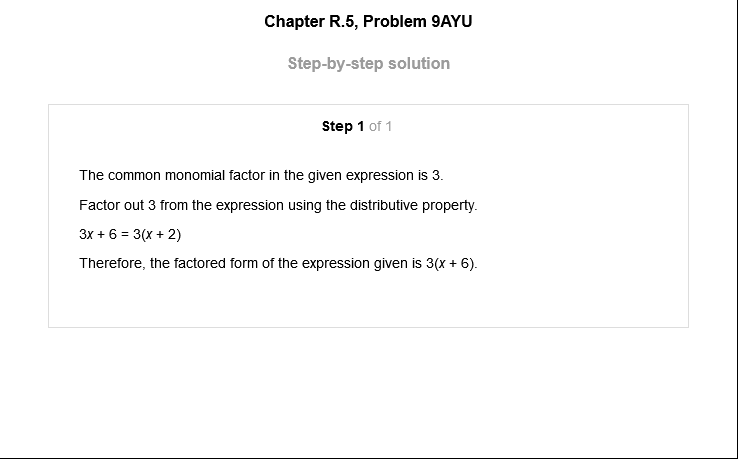 Chapter R.5, Problem 9AYU
Step-by-step solution
Step 1 of 1
The common monomial factor in the given expression is 3.
Factor out 3 from the expression using the distributive property.
3x + 6 = 3(x + 2)
Therefore, the factored form of the expression given is 3(x + 6).